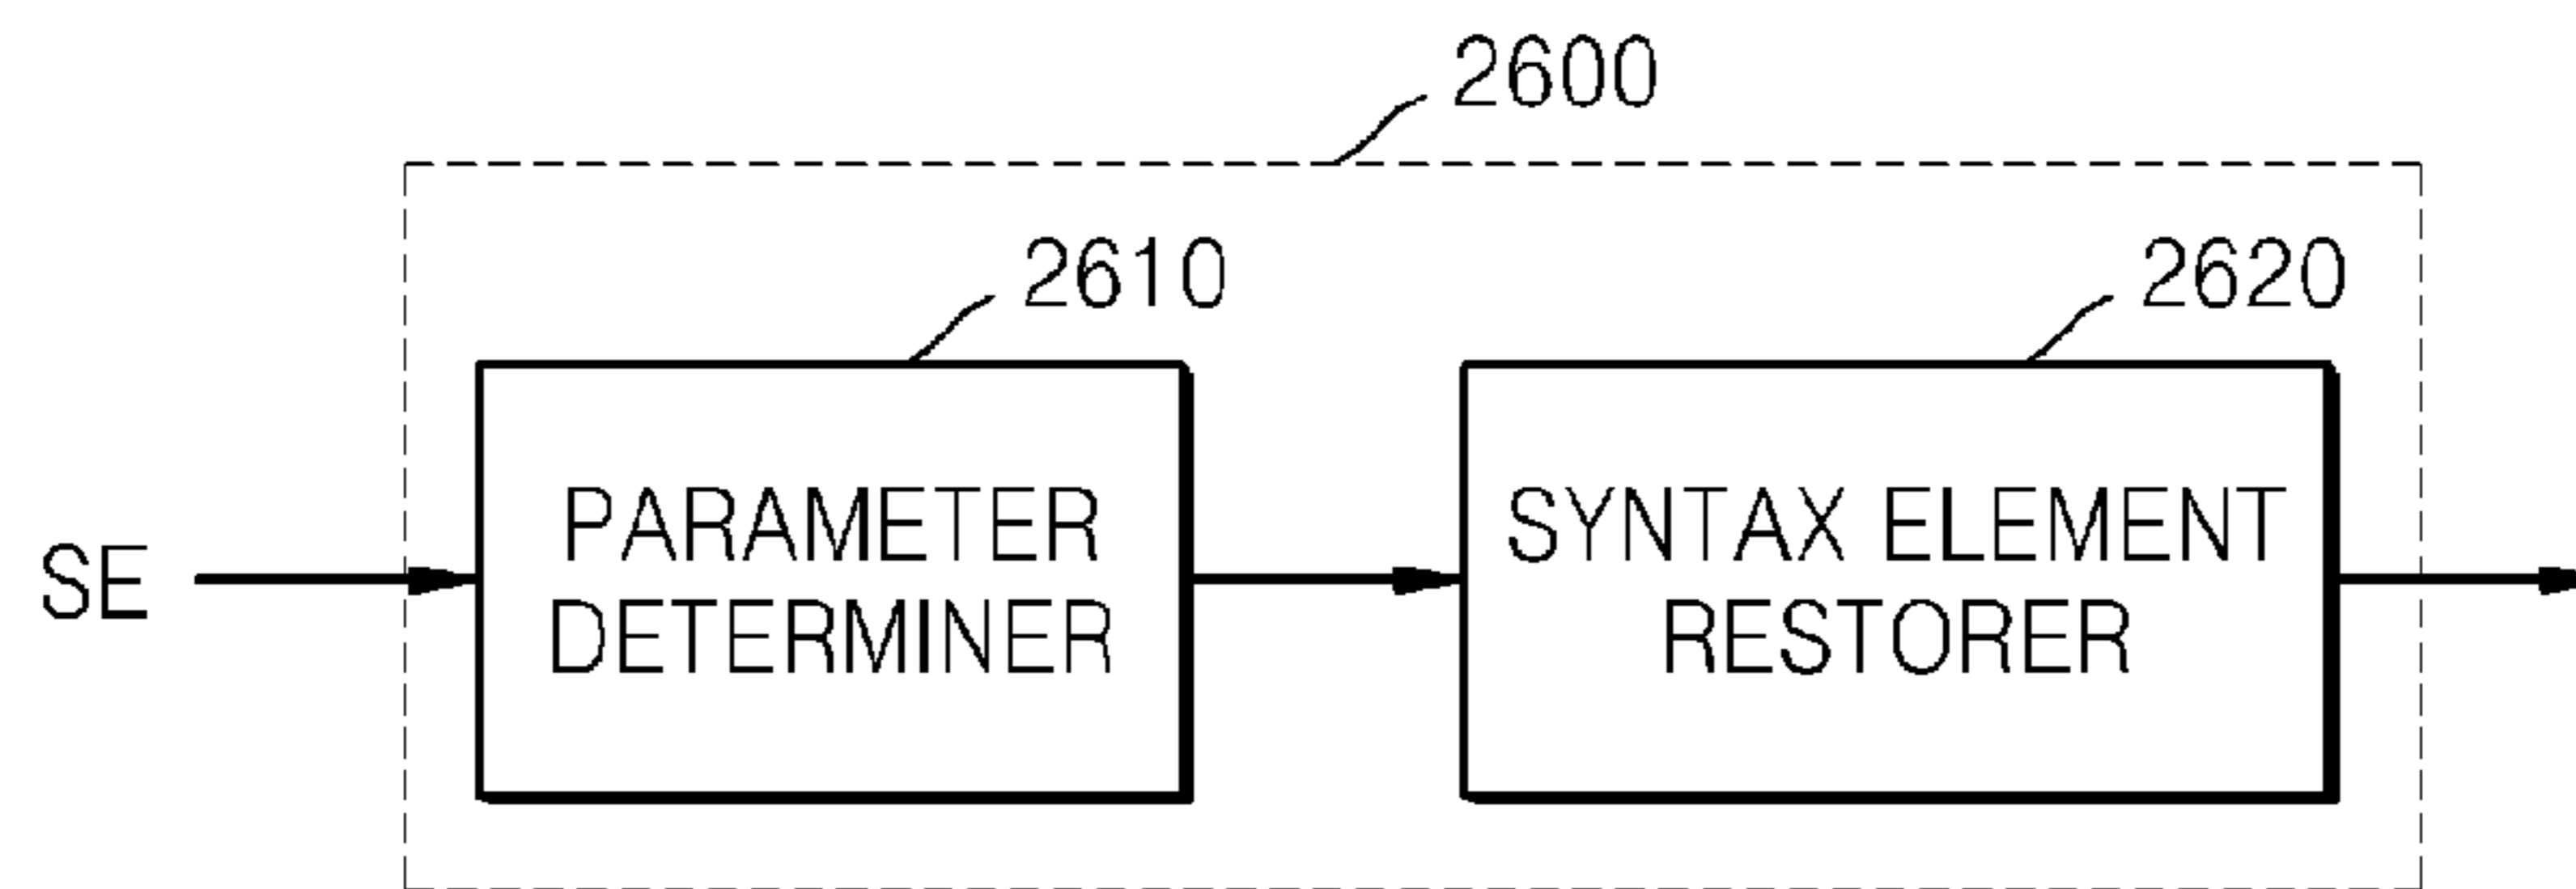 2600
2610
2620
SE
PARAMETER
DETERMINER
SYNTAX ELEMENT
RESTORER